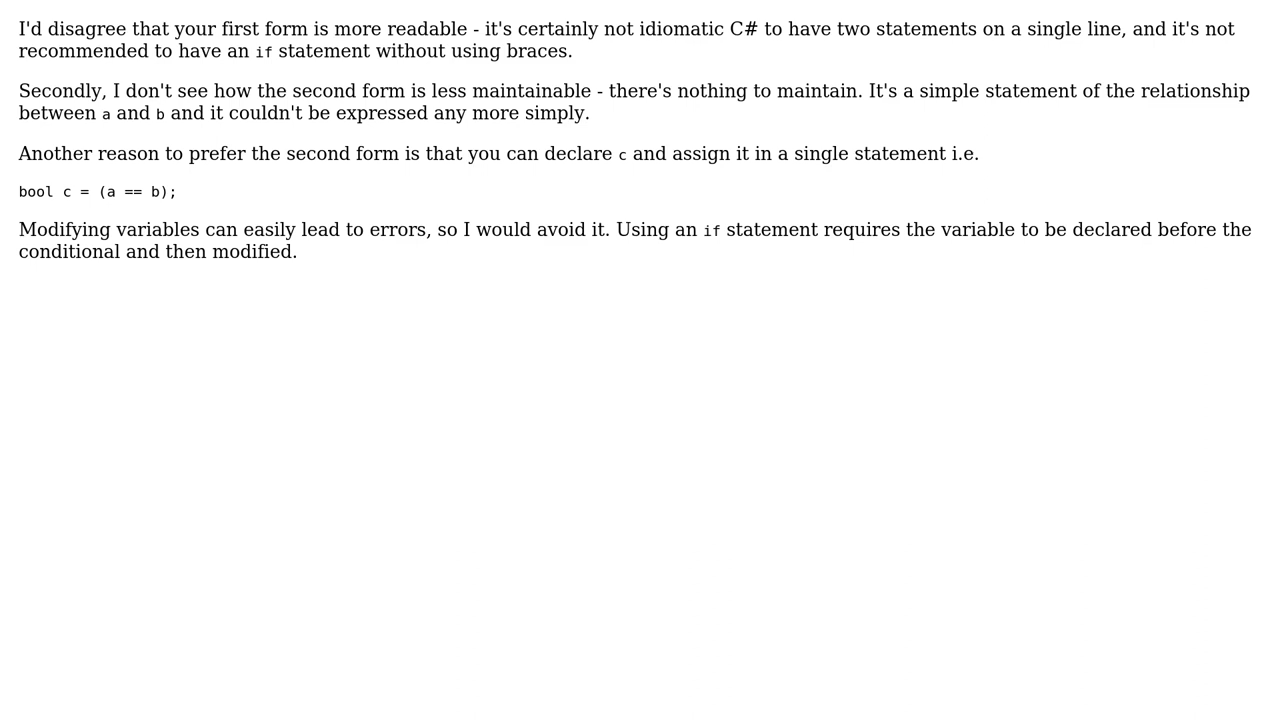 I'd disagree that your first form is more readable - it's certainly not idiomatic C# to have two statements on a single line, and it's not
recommended to have an if statement without using braces.
Secondly, I don't see how the second form is less maintainable - there's nothing to maintain. It's a simple statement of the relationship
between a and b and it couldn't be expressed any more simply.
Another reason to prefer the second form is that you can declare c and assign it in a single statement i.e.
bool c = (a == b);
Modifying variables can easily lead to errors, so I would avoid it. Using an if statement requires the variable to be declared before the
conditional and then modified.